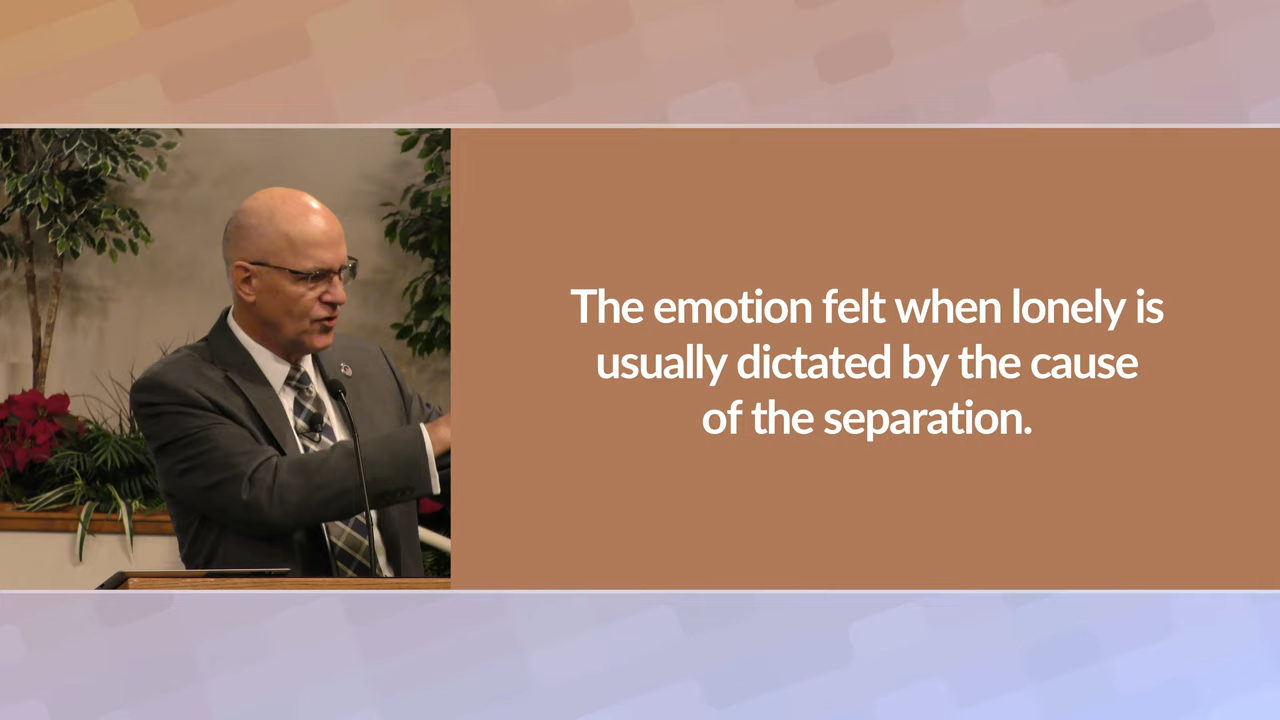 The emotion felt when lonely is
usually dictated by the cause
of the separation.